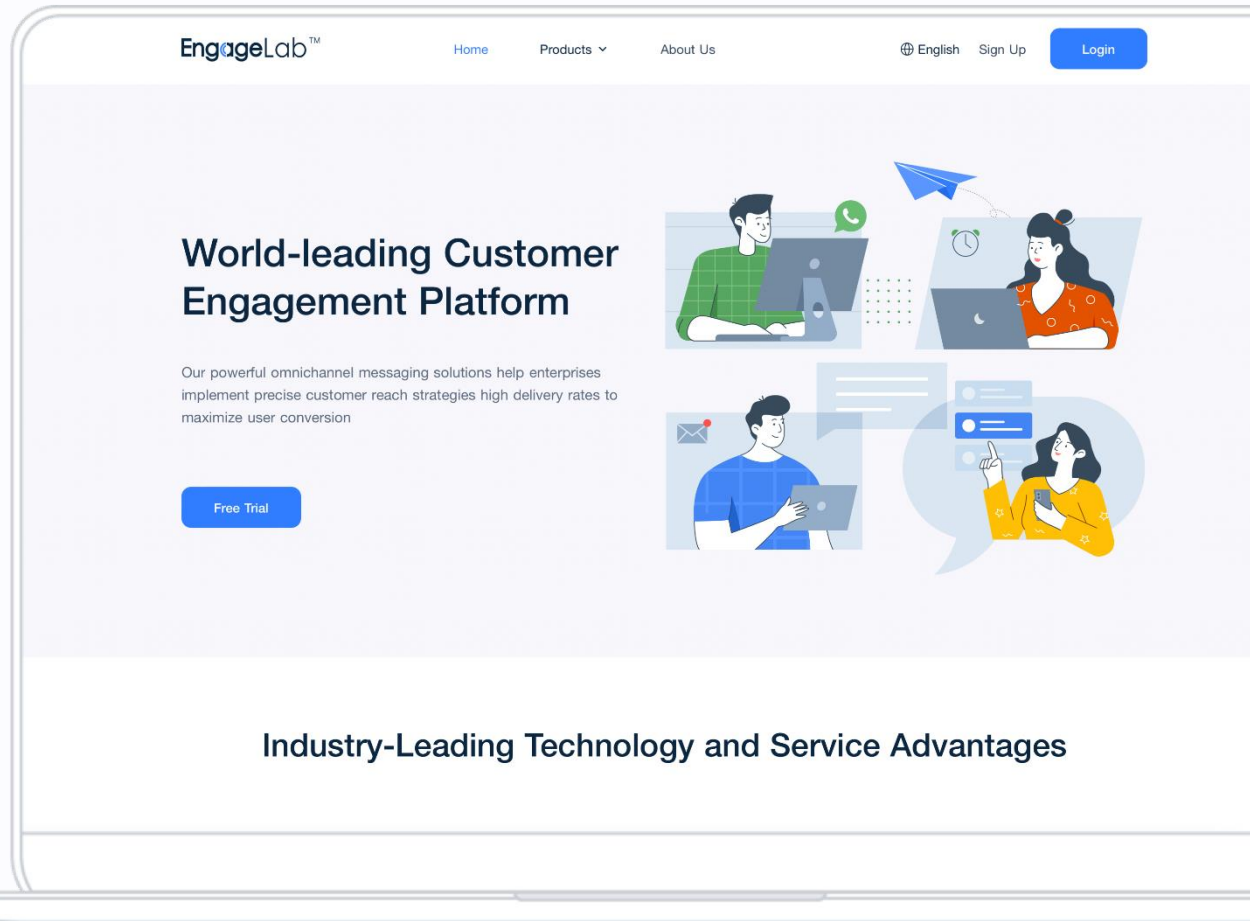 EngageLab™
Home
Products
About Us
English
Sign Up
Login
World-leading Customer
Engagement Platform
Our powerful omnichannel messaging solutions help enterprises
implement precise customer reach strategies high delivery rates to
maximize user conversion
Free Trial
Industry-Leading Technology and Service Advantages